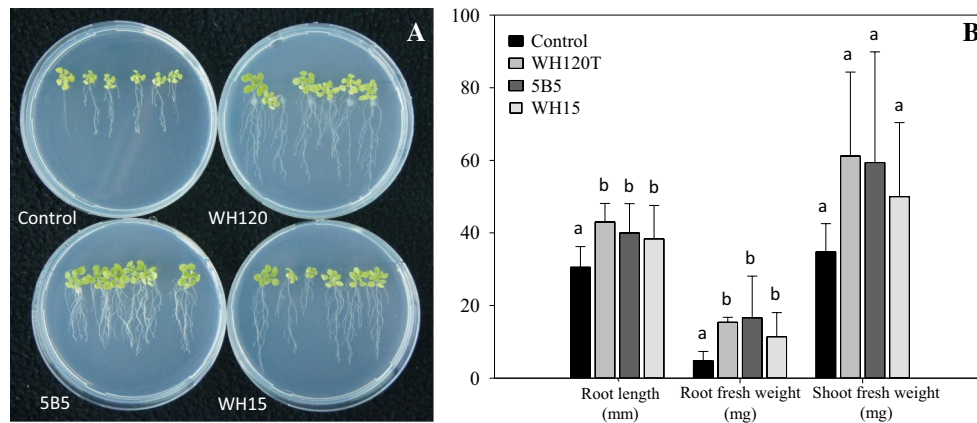 A
Control
WH120
5B5
WH15
B
100
80
60
40
20
0
Control
WH120T
5B5
WH15
a
b
b
b
a
b
b
b
a
a
a
a
Root length
(mm)
Root fresh weight
(mg)
Shoot fresh weight
(mg)